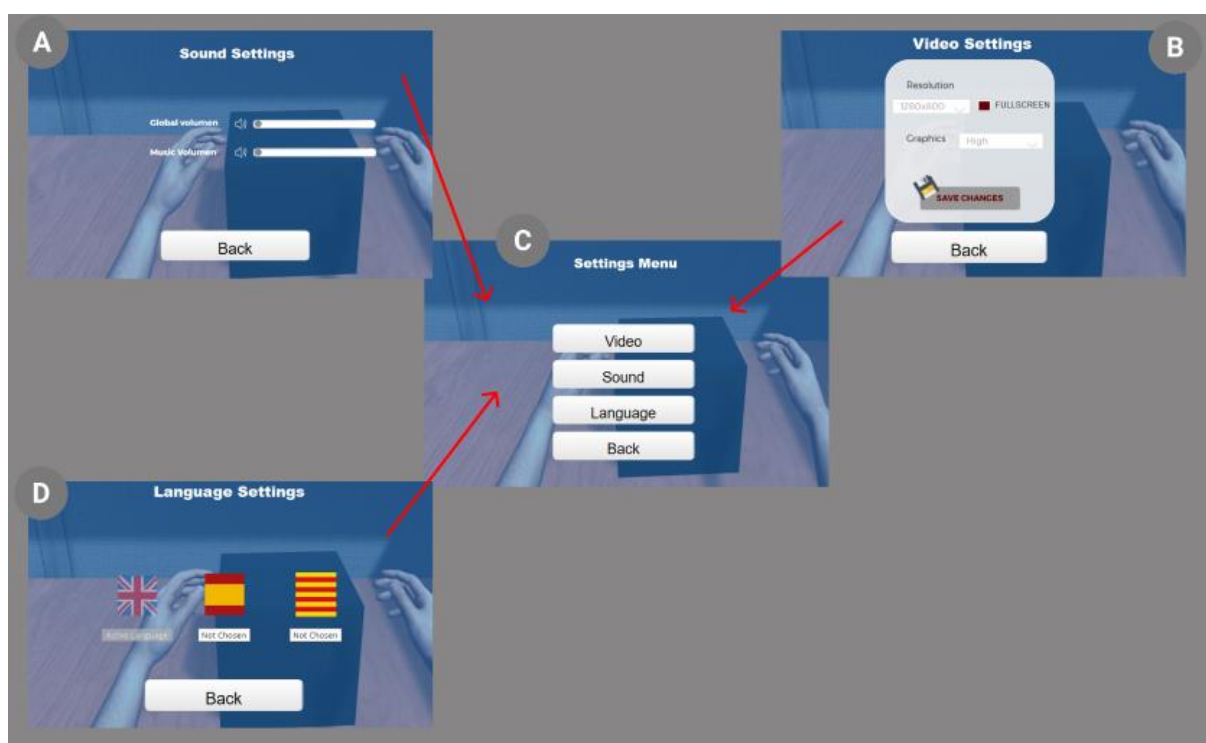 A
Sound Settings
Global volumen
Music Volumen
Back
B
Video Settings
Resolution
1280x800
FULLSCREEN
Graphics
High
SAVE CHANGES
Back
C
Settings Menu
Video
Sound
Language
Back
D
Language Settings
Active Language
Not Chosen
Not Chosen
Back